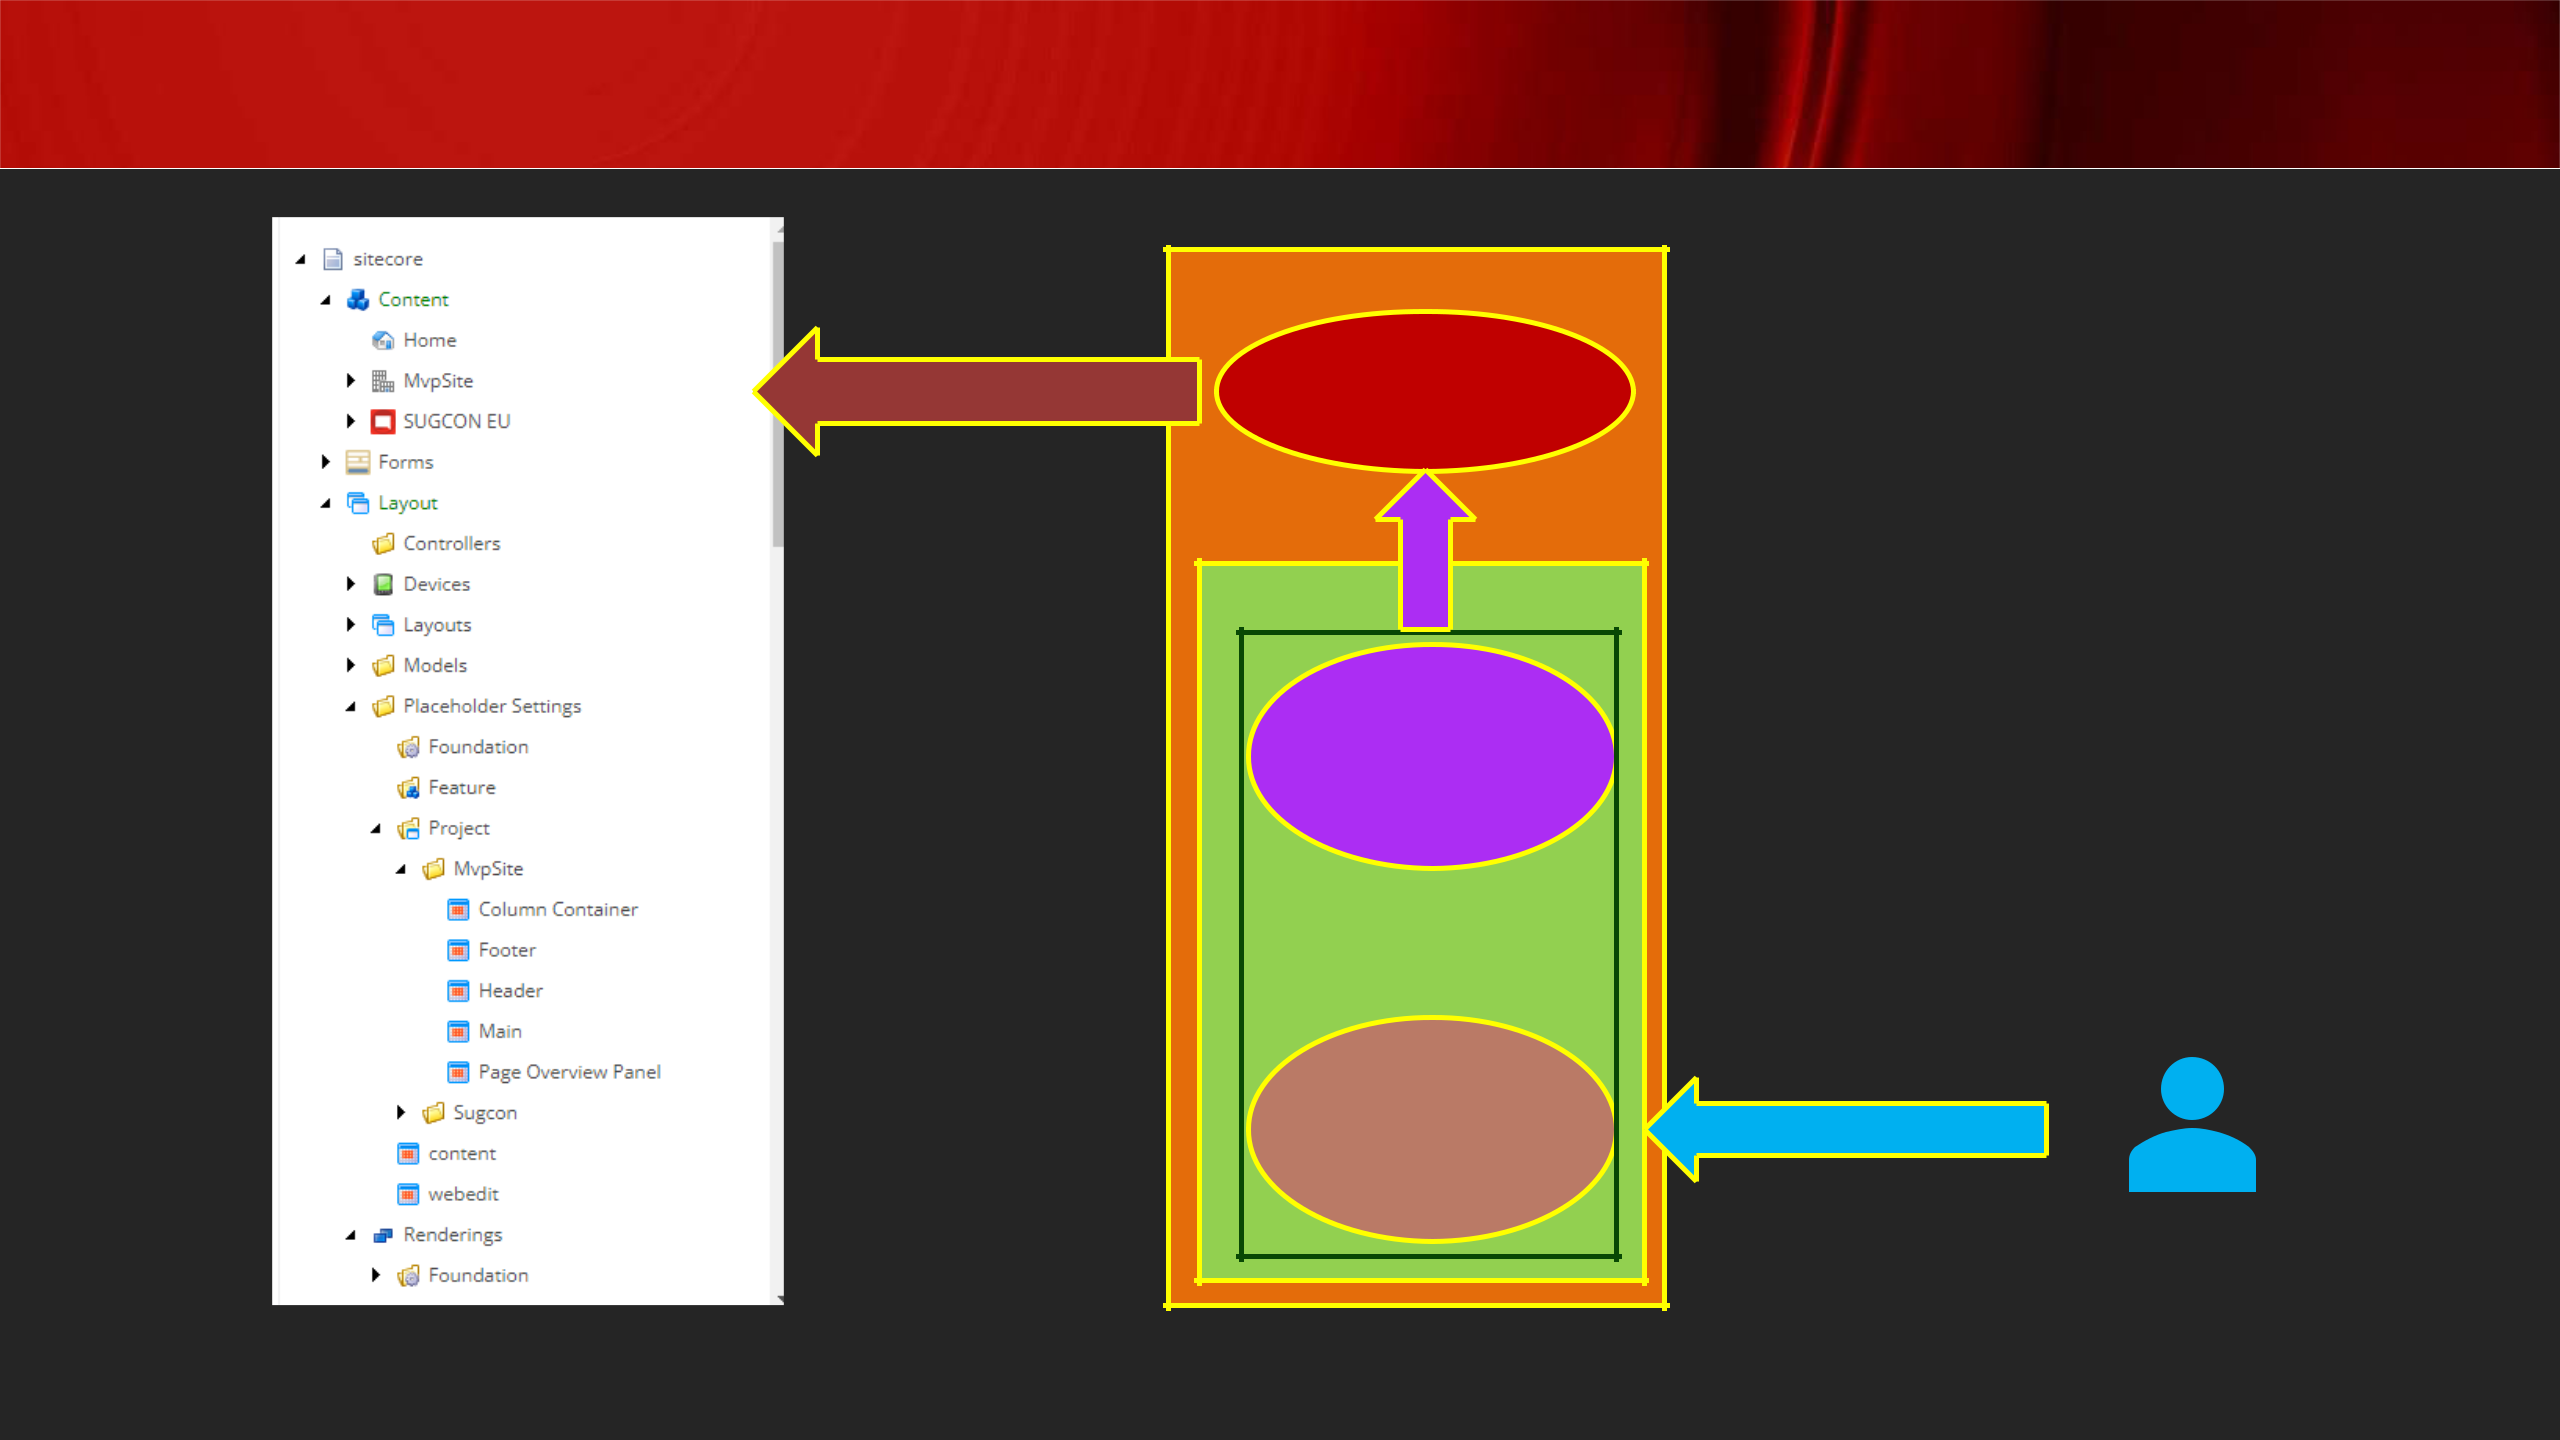 sitecore
Content
Home
MvpSite
SUGCON EU
Forms
Layout
Controllers
Devices
Layouts
Models
Placeholder Settings
Foundation
Feature
Project
MvpSite
Column Container
Footer
Header
Main
Page Overview Panel
Sugcon
content
webedit
Renderings
Foundation